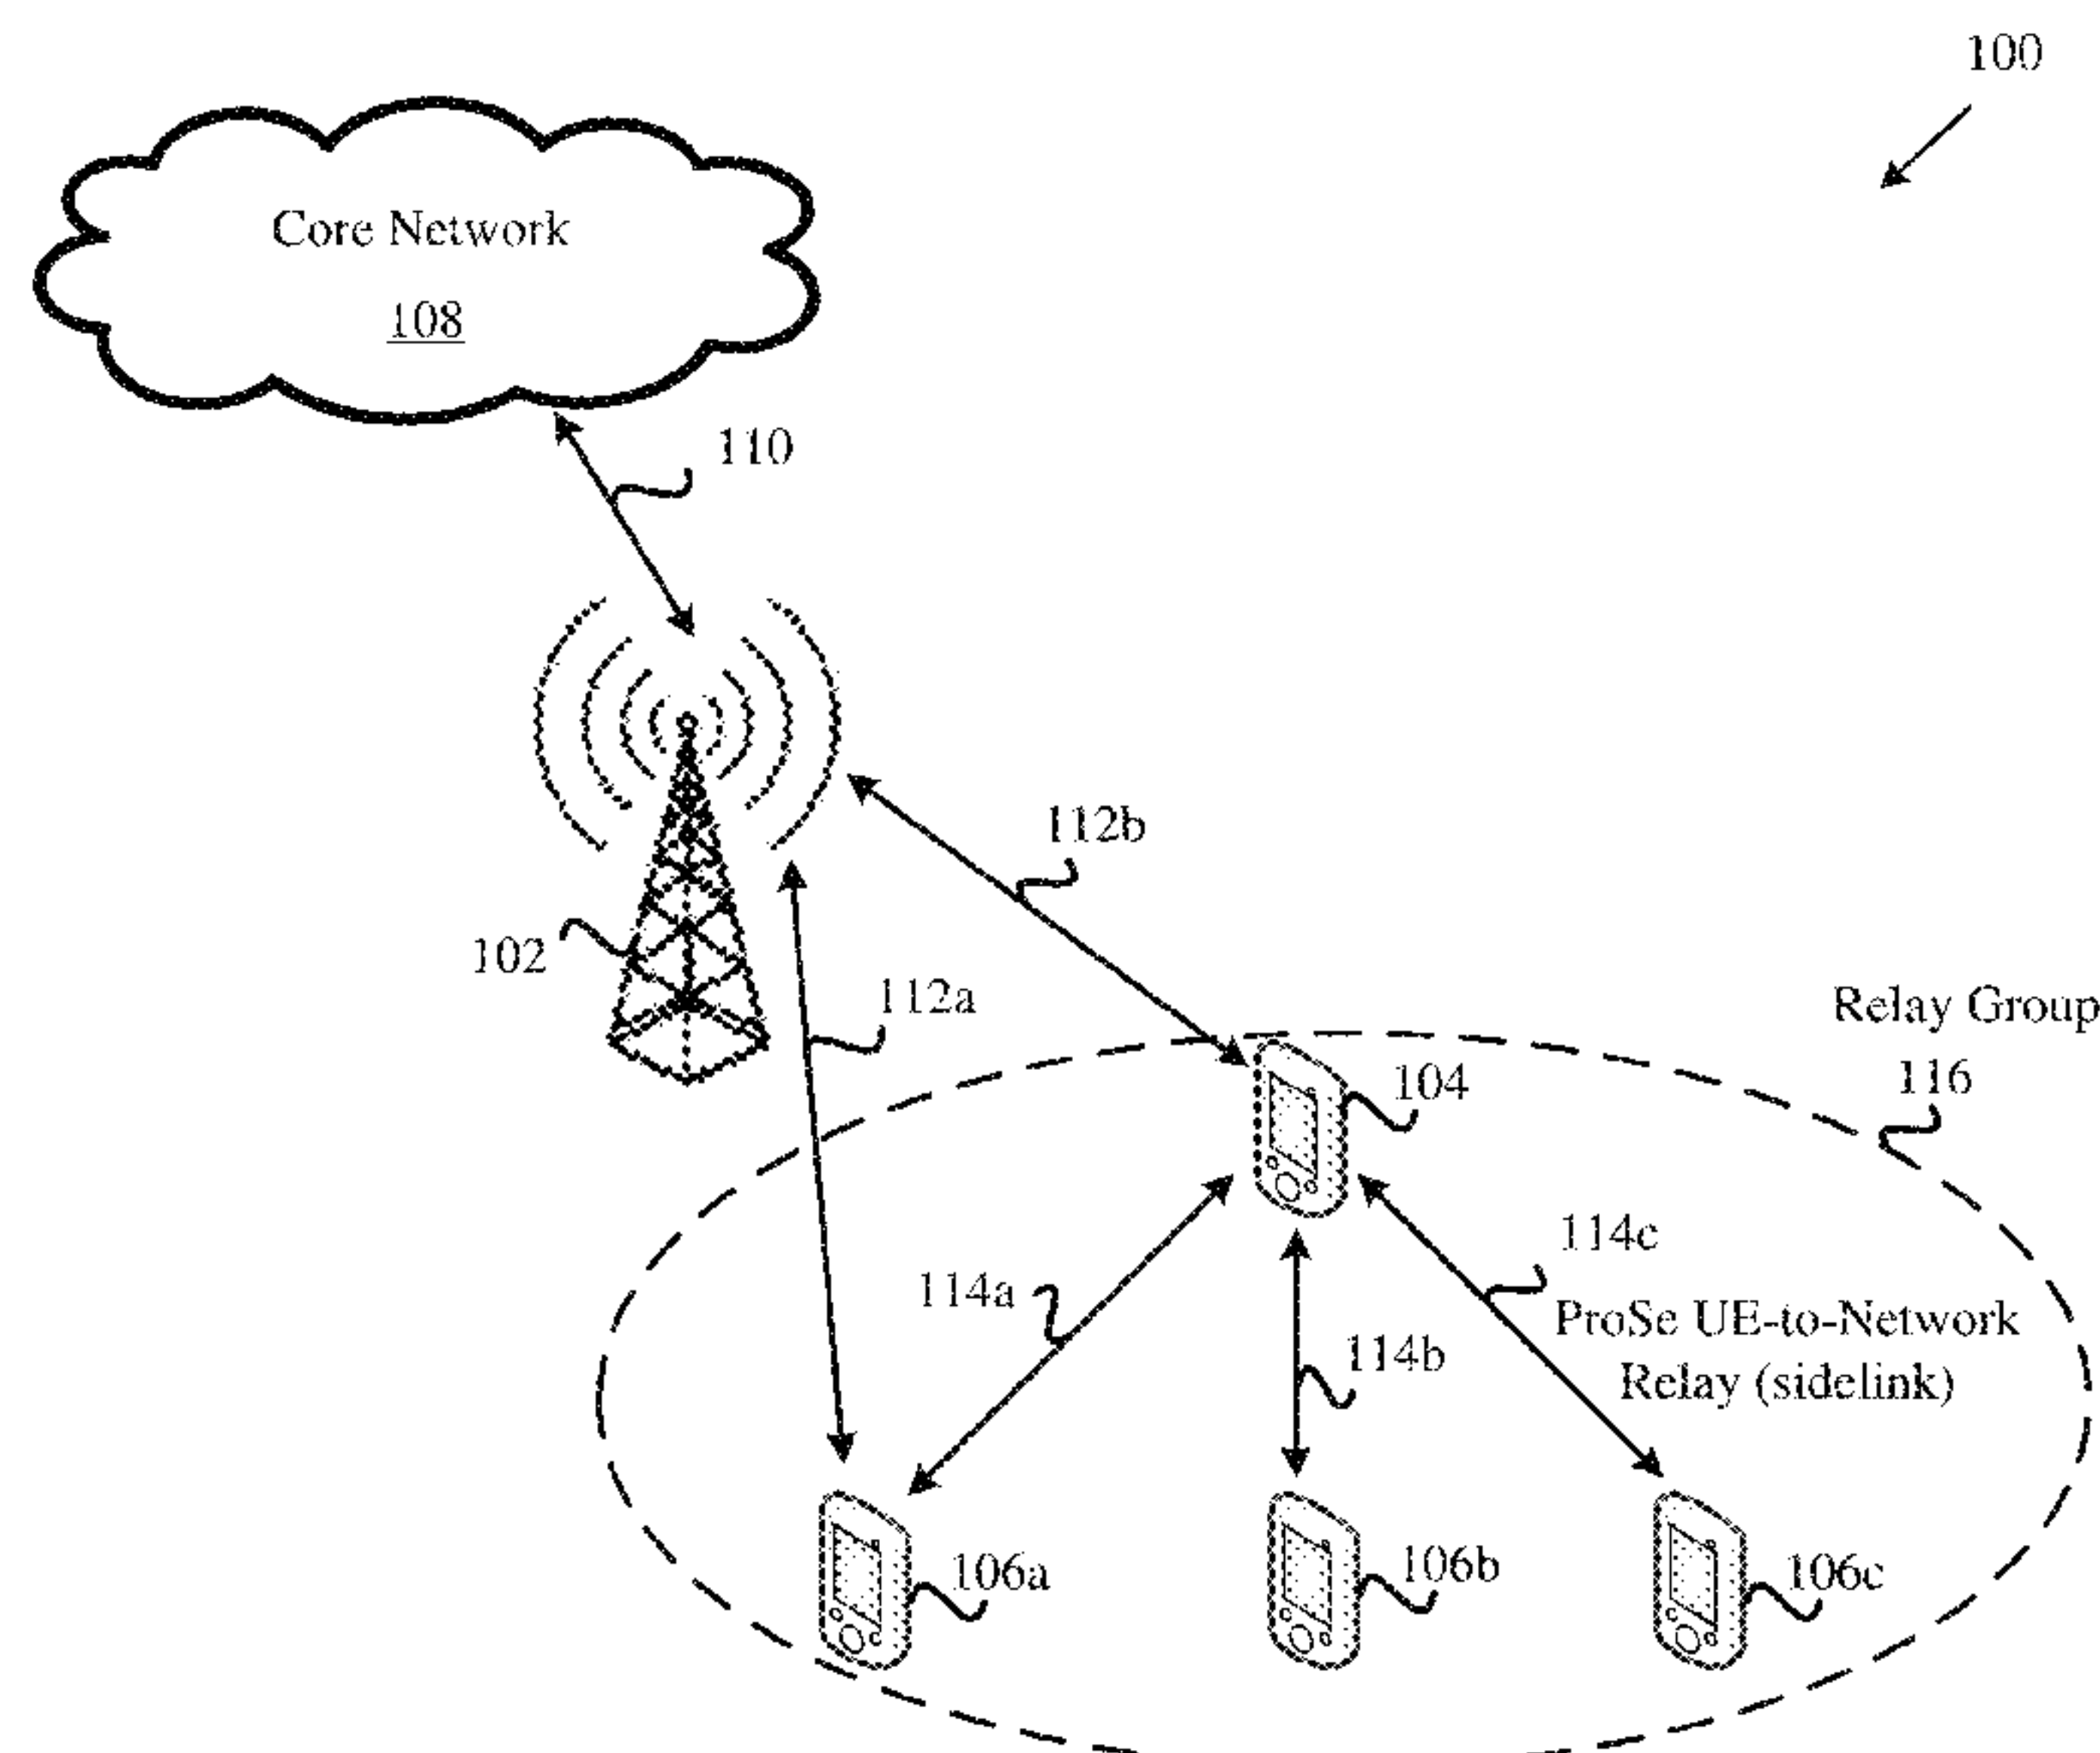 100
Core Network
108
110
112b
102
112a
Relay Group
116
104
114c
114a
ProSe UE-to-Network
Relay (sidelink)
114b
106a
106b
106c